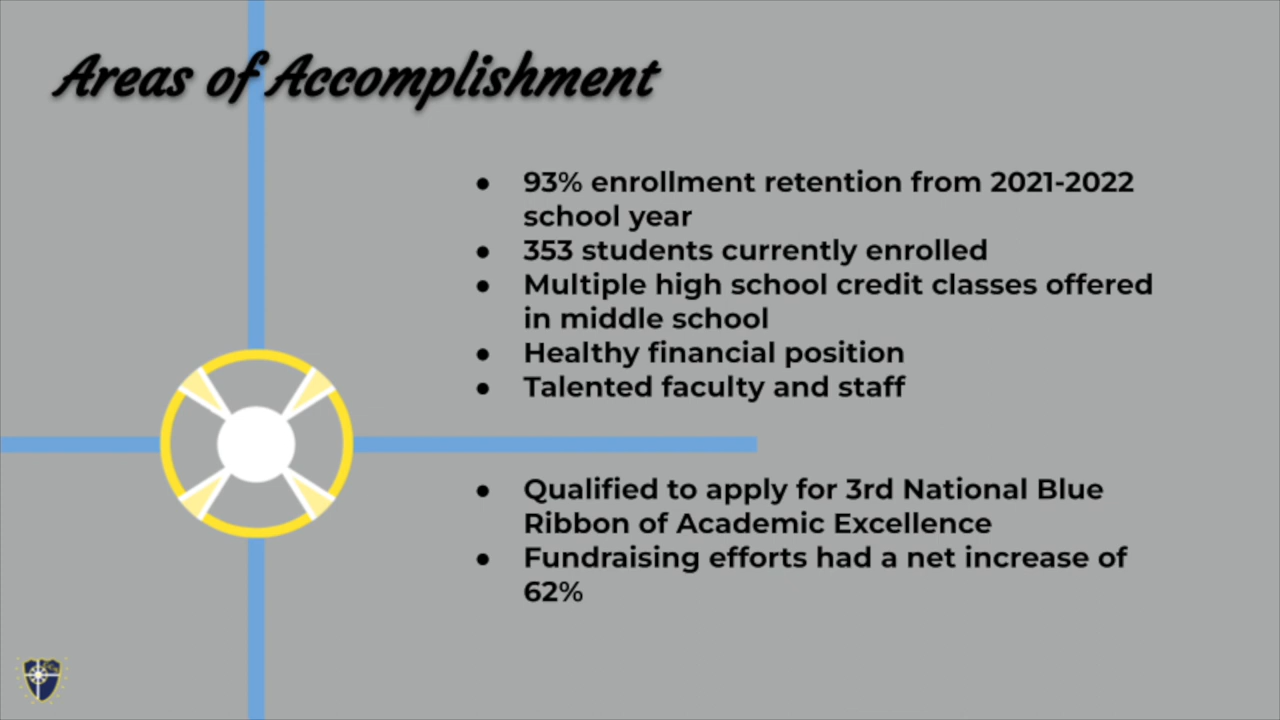 Areas of Accomplishment
● 93% enrollment retention from 2021-2022
school year
● 353 students currently enrolled
● Multiple high school credit classes offered
in middle school
● Healthy financial position
● Talented faculty and staff
● Qualified to apply for 3rd National Blue
Ribbon of Academic Excellence
● Fundraising efforts had a net increase of
62%